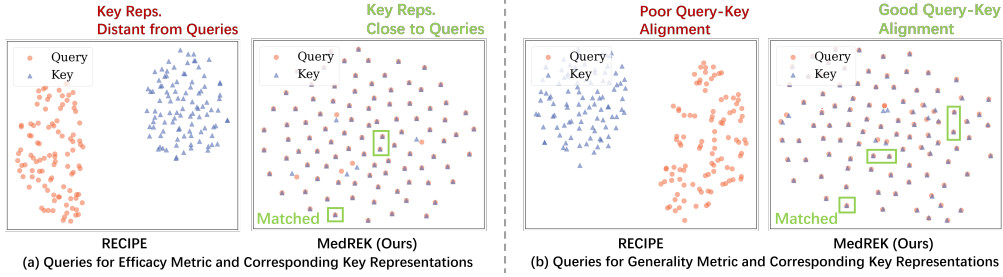 Key Reps.
Distant from Queries
Key Reps.
Close to Queries
Query
Key
Query
Key
Matched
RECIPE
MedREK (Ours)
(a) Queries for Efficacy Metric and Corresponding Key Representations
Poor Query-Key
Alignment
Good Query-Key
Alignment
Query
Key
Query
Key
Matched
RECIPE
MedREK (Ours)
(b) Queries for Generality Metric and Corresponding Key Representations